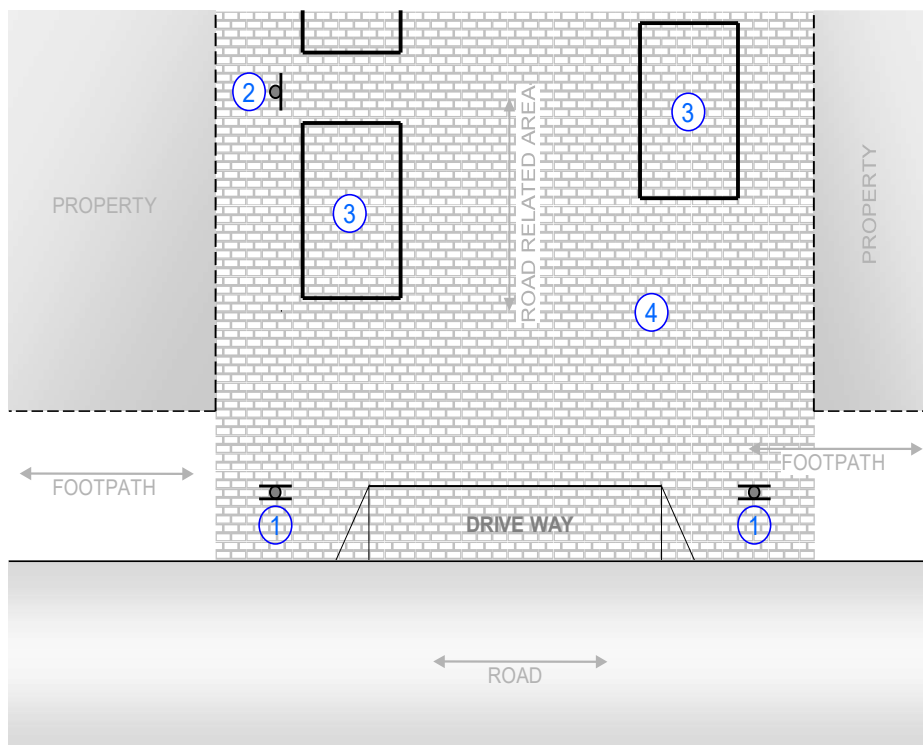 2
3
PROPERTY
3
ROAD RELATED AREA
PROPERTY
4
FOOTPATH
FOOTPATH
1
DRIVE WAY
1
ROAD